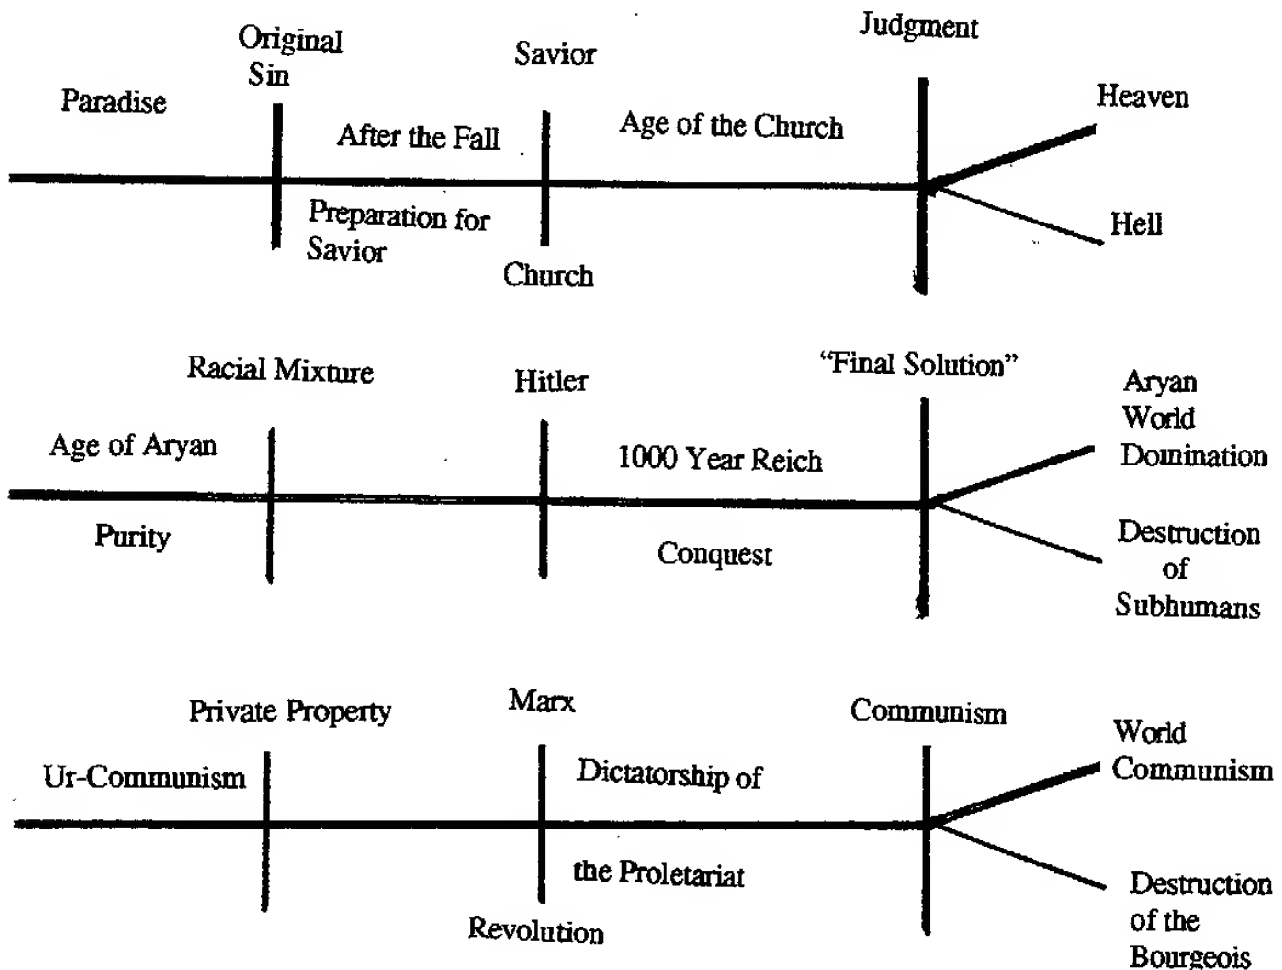 Original
Sin
Savior
Judgment
Paradise
After the Fall
Age of the Church
Heaven
Preparation for
Savior
Church
Hell
Racial Mixture
Hitler
“Final Solution”
Aryan
World
Domination
Age of Aryan
1000 Year Reich
Purity
Conquest
Destruction
of
Subhumans
Private Property
Marx
Communism
World
Communism
Ur-Communism
Dictatorship of
the Proletariat
Revolution
Destruction
of the
Bourgeois